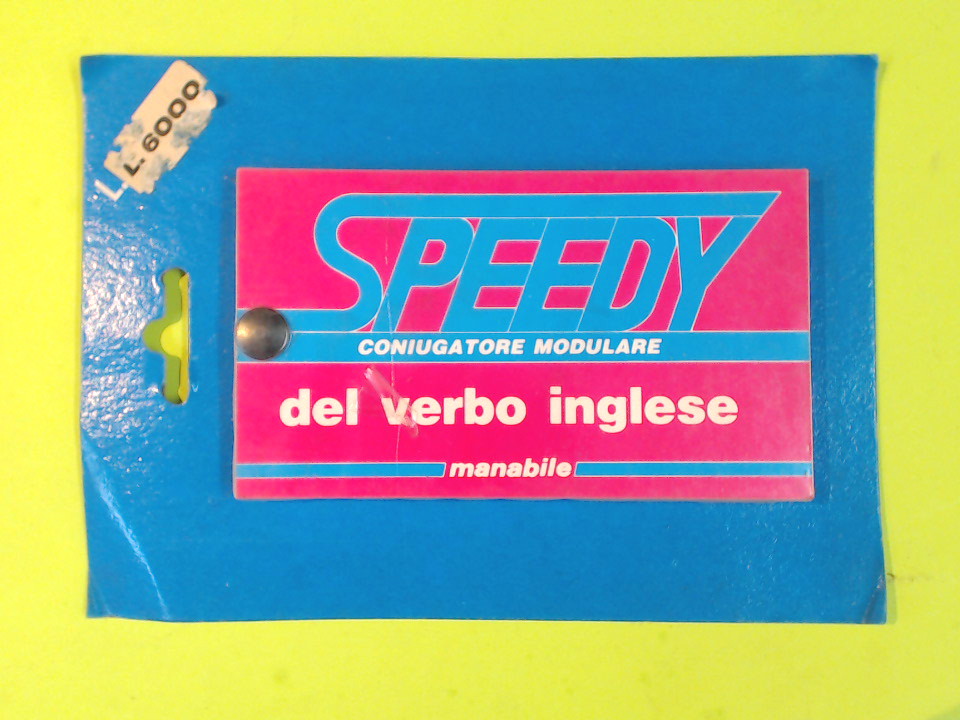 L. 6000
SPEEDY
CONIUGATORE MODULARE
del verbo inglese
manabile